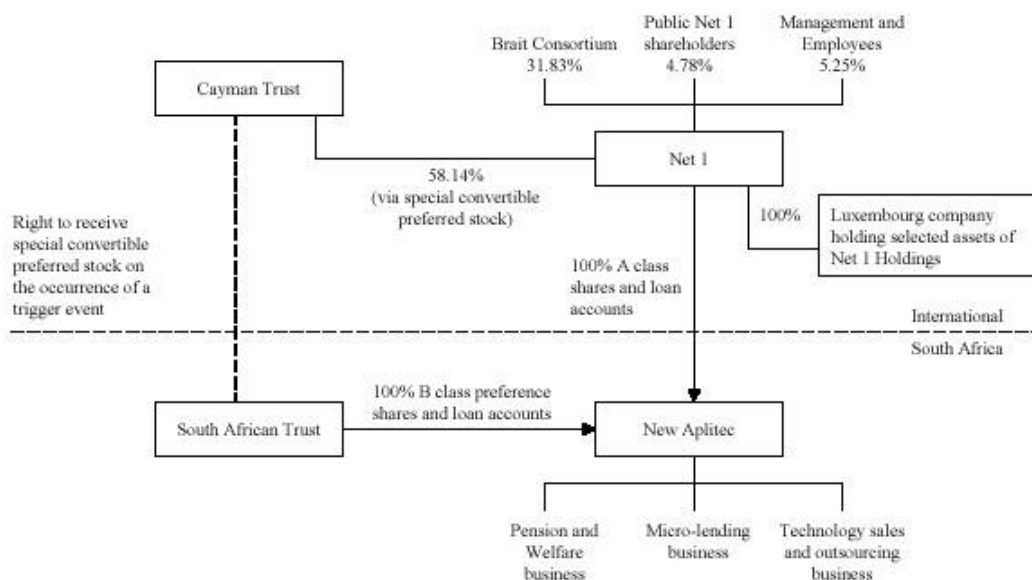 Brait Consortium
31.83%
Public Net 1
shareholders
4.78%
Management and
Employees
5.25%
Cayman Trust
Net 1
58.14%
(via special convertible
preferred stock)
100%
Luxembourg company
holding selected assets of
Net 1 Holdings
Right to receive
special convertible
preferred stock on
the occurrence of a
trigger event
100% A class
shares and loan
accounts
International
South Africa
100% B class preference
shares and loan accounts
South African Trust
New Aplitec
Pension and
Welfare
business
Micro-lending
business
Technology sales
and outsourcing
business